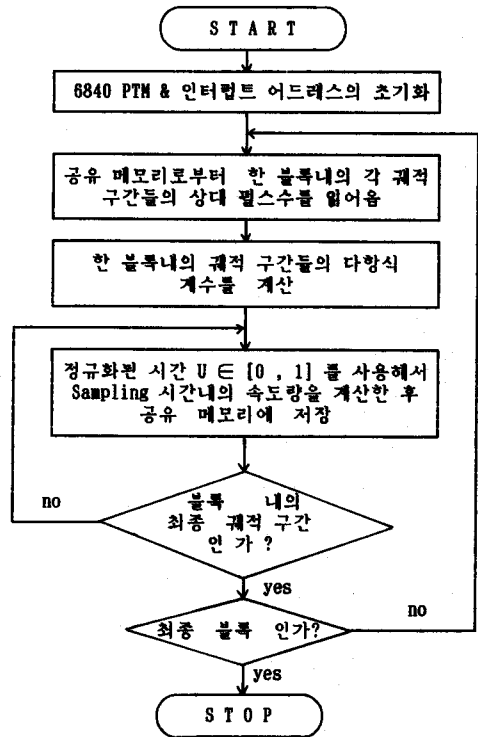 S T A R T
6840 PTM & 인터럽트 어드레스의 초기화
공유 메모리로부터 한 블록내의 각 궤적
구간들의 상대 펄스수를 읽어옴
한 블록내의 궤적 구간들의 다항식
계수를 계산
정규화된 시간 U ∈ [0 , 1] 를 사용해서
Sampling 시간내의 속도량을 계산한 후
공유 메모리에 저장
no
블록 내의
최종 궤적 구간
인 가 ?
yes
no
최종 블록 인가?
yes
S T O P